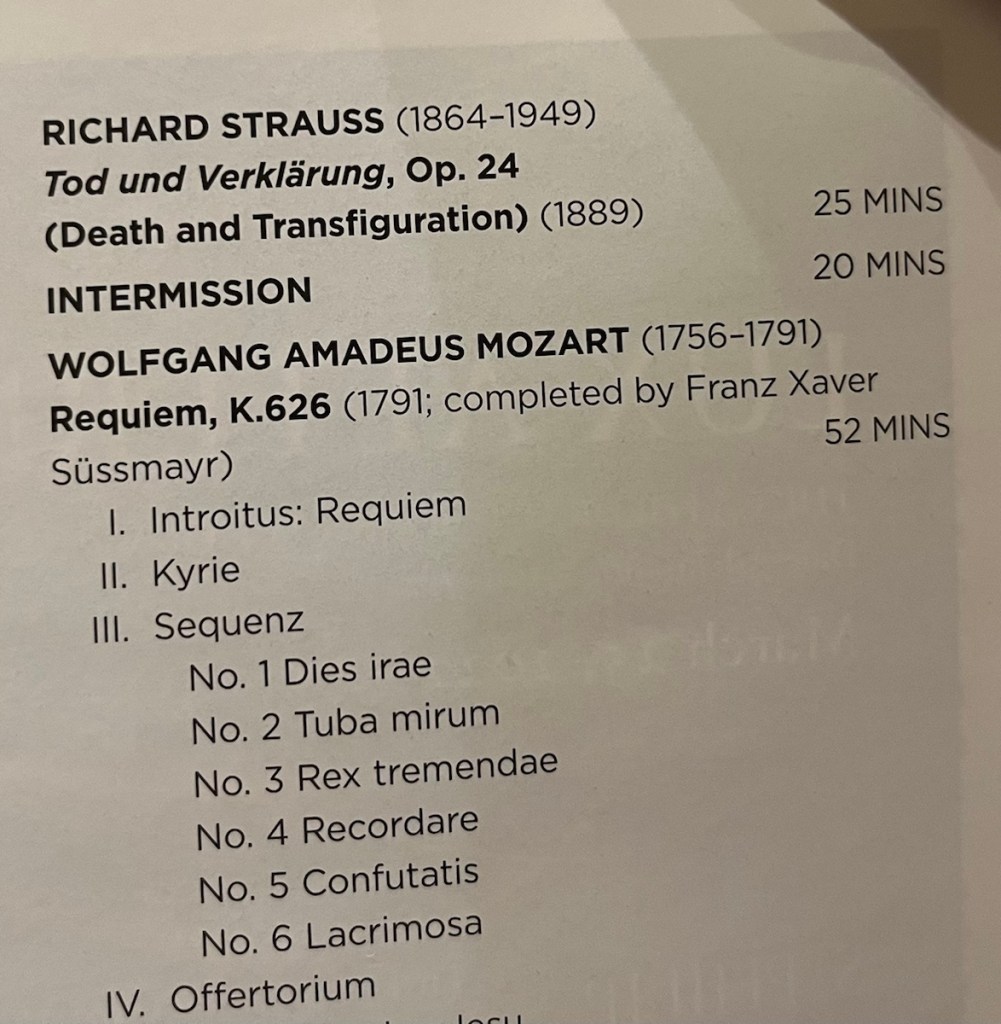 RICHARD STRAUSS (1864–1949)
Tod und Verklärung, Op. 24
(Death and Transfiguration) (1889) 25 MINS
INTERMISSION 20 MINS
WOLFGANG AMADEUS MOZART (1756–1791)
Requiem, K.626 (1791; completed by Franz Xaver
Süssmayr) 52 MINS
I. Introitus: Requiem
II. Kyrie
III. Sequenz
No. 1 Dies irae
No. 2 Tuba mirum
No. 3 Rex tremendae
No. 4 Recordare
No. 5 Confutatis
No. 6 Lacrimosa
IV. Offertorium